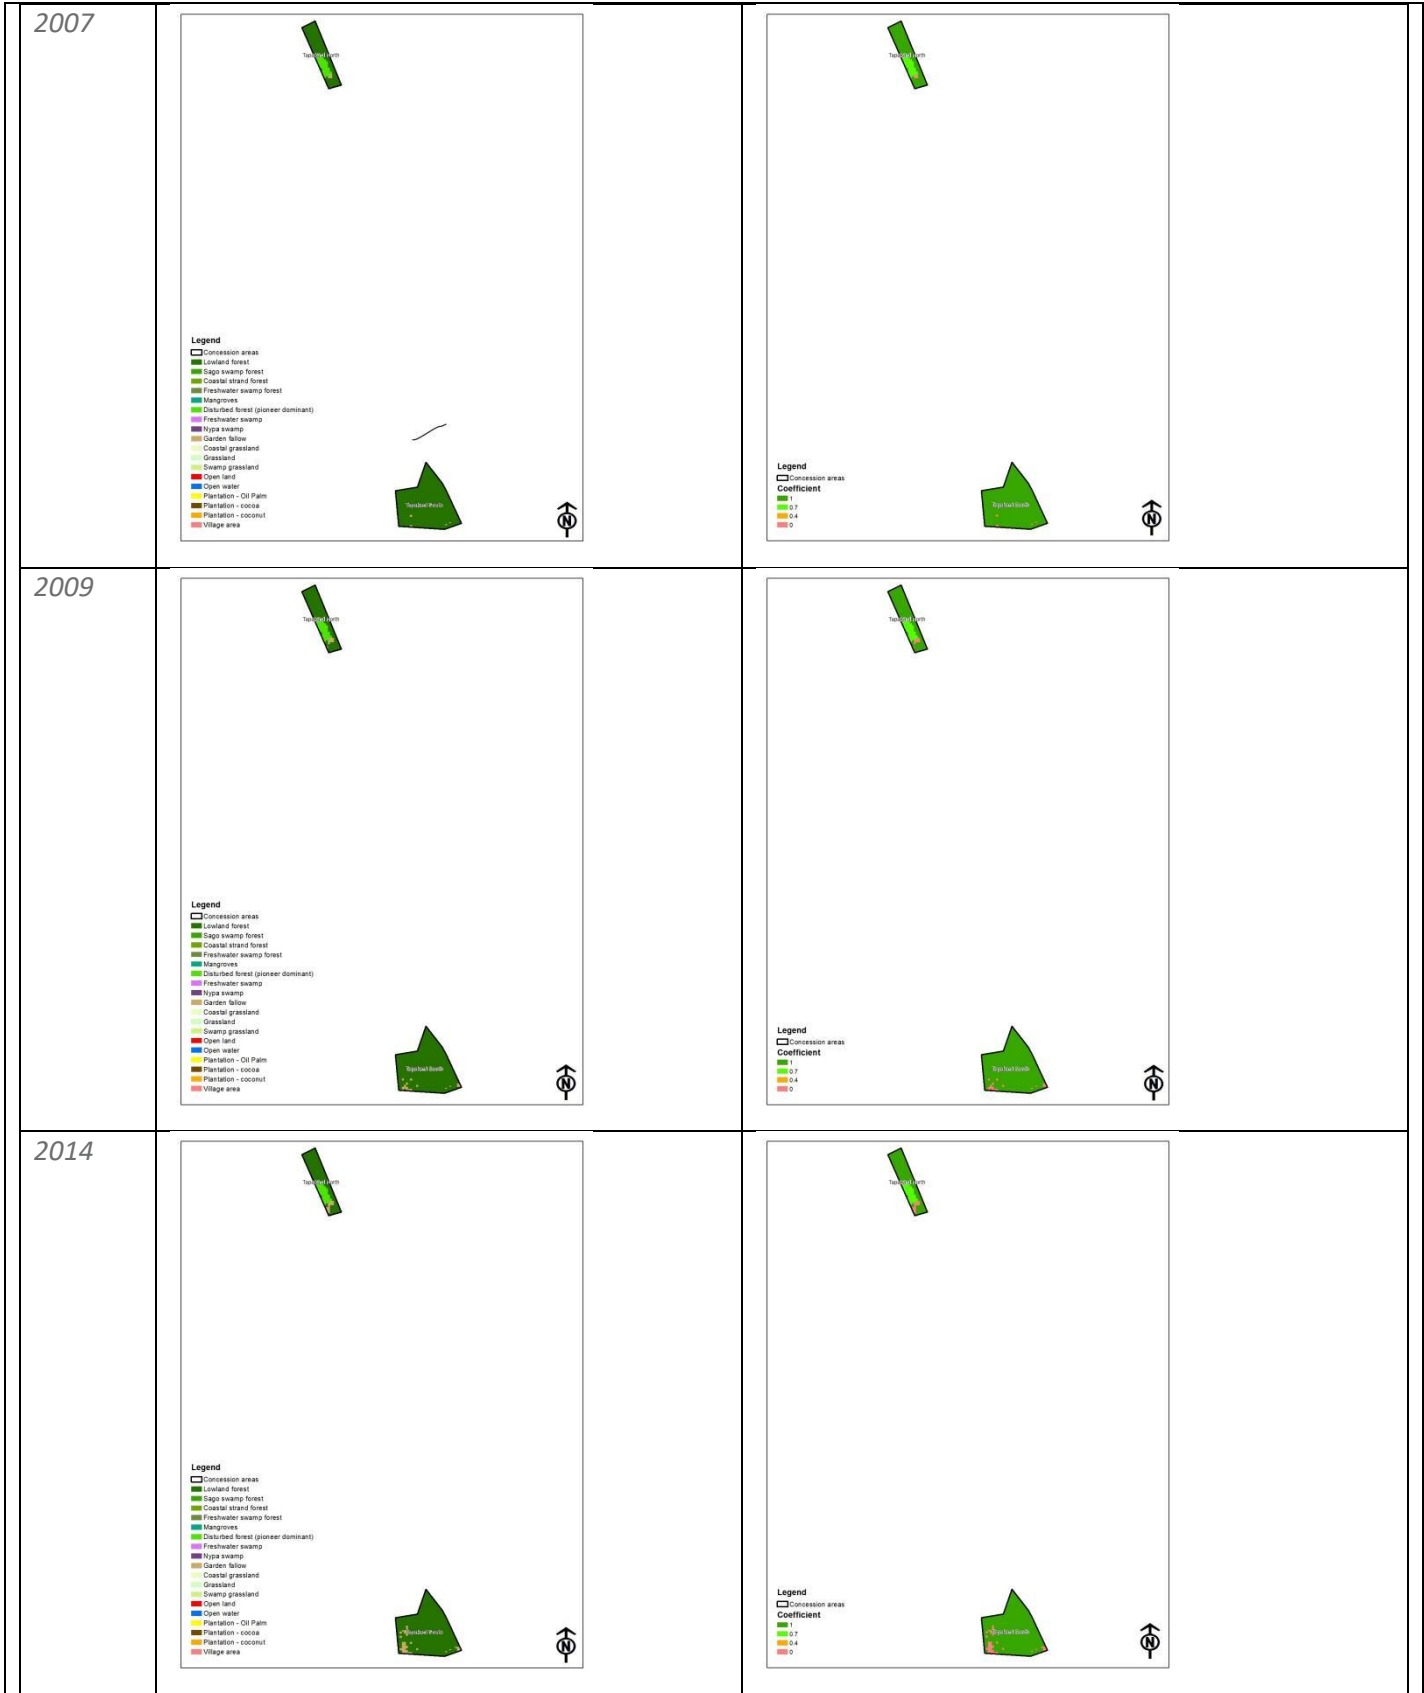 2007
Legend
Concession areas
Lowland forest
Sago swamp forest
Coastal strand forest
Freshwater swamp forest
Mangroves
Disturbed forest (pioneer dominant)
Freshwater swamp
Nypa swamp
Garden fallow
Coastal grassland
Grassland
Swamp grassland
Open land
Open water
Plantation - Oil Palm
Plantation - cocoa
Plantation - coconut
Village area
N
Legend
Concession areas
Coefficient
1
0.7
0.4
0
N
2009
Legend
Concession areas
Lowland forest
Sago swamp forest
Coastal strand forest
Freshwater swamp forest
Mangroves
Disturbed forest (pioneer dominant)
Freshwater swamp
Nypa swamp
Garden fallow
Coastal grassland
Grassland
Swamp grassland
Open land
Open water
Plantation - Oil Palm
Plantation - cocoa
Plantation - coconut
Village area
N
Legend
Concession areas
Coefficient
1
0.7
0.4
0
N
2014
Legend
Concession areas
Lowland forest
Sago swamp forest
Coastal strand forest
Freshwater swamp forest
Mangroves
Disturbed forest (pioneer dominant)
Freshwater swamp
Nypa swamp
Garden fallow
Coastal grassland
Grassland
Swamp grassland
Open land
Open water
Plantation - Oil Palm
Plantation - cocoa
Plantation - coconut
Village area
N
Legend
Concession areas
Coefficient
1
0.7
0.4
0
N